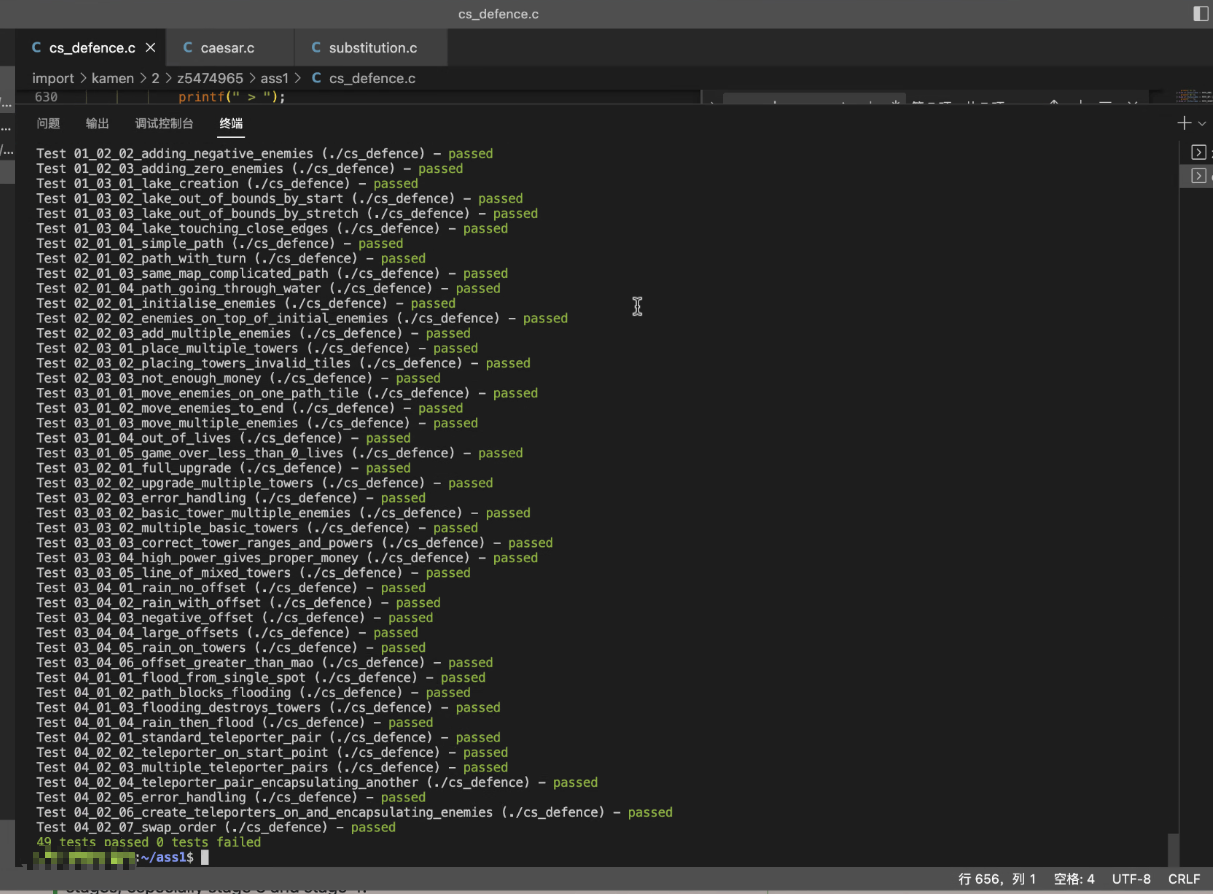 cs_defence.c
cs_defence.c caesar.c substitution.c
import > kamen > 2 > z5474965 > ass1 > C cs_defence.c
630 printf(" > ");
问题 输出 调试控制台 终端
Test 01_02_02_adding_negative_enemies (./cs_defence) - passed
Test 01_02_03_adding_zero_enemies (./cs_defence) - passed
Test 01_03_01_lake_creation (./cs_defence) - passed
Test 01_03_02_lake_out_of_bounds_by_start (./cs_defence) - passed
Test 01_03_03_lake_out_of_bounds_by_stretch (./cs_defence) - passed
Test 01_03_04_lake_touching_close_edges (./cs_defence) - passed
Test 02_01_01_simple_path (./cs_defence) - passed
Test 02_01_02_path_with_turn (./cs_defence) - passed
Test 02_01_03_same_map_complicated_path (./cs_defence) - passed
Test 02_01_04_path_going_through_water (./cs_defence) - passed
Test 02_02_01_initialise_enemies (./cs_defence) - passed
Test 02_02_02_enemies_on_top_of_initial_enemies (./cs_defence) - passed
Test 02_02_03_add_multiple_enemies (./cs_defence) - passed
Test 02_03_01_place_multiple_towers (./cs_defence) - passed
Test 02_03_02_placing_towers_invalid_tiles (./cs_defence) - passed
Test 02_03_03_not_enough_money (./cs_defence) - passed
Test 03_01_01_move_enemies_on_one_path_tile (./cs_defence) - passed
Test 03_01_02_move_enemies_to_end (./cs_defence) - passed
Test 03_01_03_move_multiple_enemies (./cs_defence) - passed
Test 03_01_04_out_of_lives (./cs_defence) - passed
Test 03_01_05_game_over_less_than_0_lives (./cs_defence) - passed
Test 03_02_01_full_upgrade (./cs_defence) - passed
Test 03_02_02_upgrade_multiple_towers (./cs_defence) - passed
Test 03_02_03_error_handling (./cs_defence) - passed
Test 03_03_02_basic_tower_multiple_enemies (./cs_defence) - passed
Test 03_03_02_multiple_basic_towers (./cs_defence) - passed
Test 03_03_03_correct_tower_ranges_and_powers (./cs_defence) - passed
Test 03_03_04_high_power_gives_proper_money (./cs_defence) - passed
Test 03_03_05_line_of_mixed_towers (./cs_defence) - passed
Test 03_04_01_rain_no_offset (./cs_defence) - passed
Test 03_04_02_rain_with_offset (./cs_defence) - passed
Test 03_04_03_negative_offset (./cs_defence) - passed
Test 03_04_04_large_offsets (./cs_defence) - passed
Test 03_04_05_rain_on_towers (./cs_defence) - passed
Test 03_04_06_offset_greater_than_mao (./cs_defence) - passed
Test 04_01_01_flood_from_single_spot (./cs_defence) - passed
Test 04_01_02_path_blocks_flooding (./cs_defence) - passed
Test 04_01_03_flooding_destroys_towers (./cs_defence) - passed
Test 04_01_04_rain_then_flood (./cs_defence) - passed
Test 04_02_01_standard_teleporter_pair (./cs_defence) - passed
Test 04_02_02_teleporter_on_start_point (./cs_defence) - passed
Test 04_02_03_multiple_teleporter_pairs (./cs_defence) - passed
Test 04_02_04_teleporter_pair_encapsulating_another (./cs_defence) - passed
Test 04_02_05_error_handling (./cs_defence) - passed
Test 04_02_06_create_teleporters_on_and_encapsulating_enemies (./cs_defence) - passed
Test 04_02_07_swap_order (./cs_defence) - passed
49 tests passed 0 tests failed
:~/ass1$
行 656，列 1 空格: 4 UTF-8 CRLF